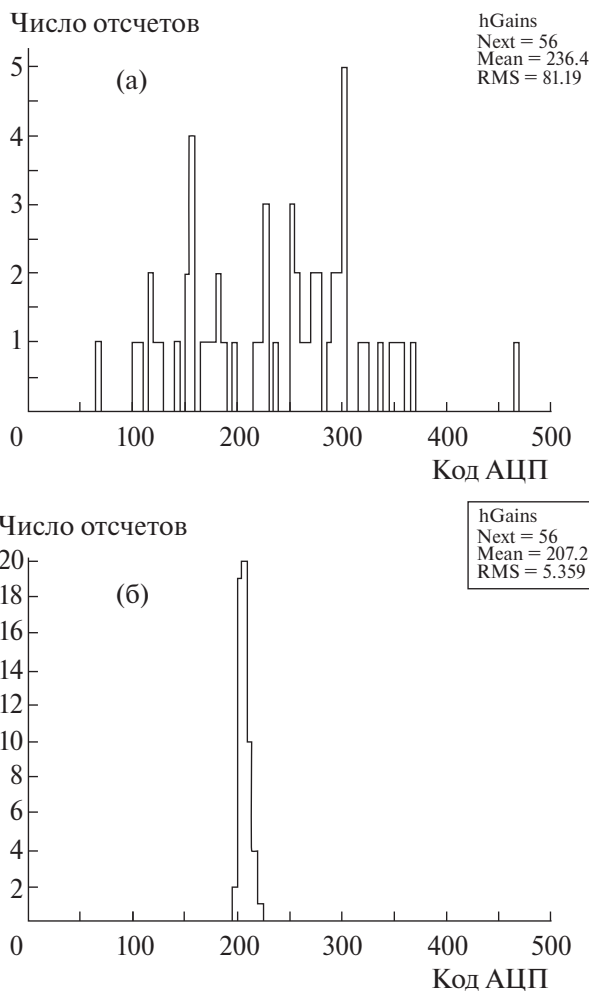 Число отсчетов
hGains
Next = 56
Mean = 236.4
RMS = 81.19
(а)
5
4
3
2
1
0 100 200 300 400 500
Код АЦП
Число отсчетов
hGains
Next = 56
Mean = 207.2
RMS = 5.359
(б)
20
18
16
14
12
10
8
6
4
2
0 100 200 300 400 500
Код АЦП